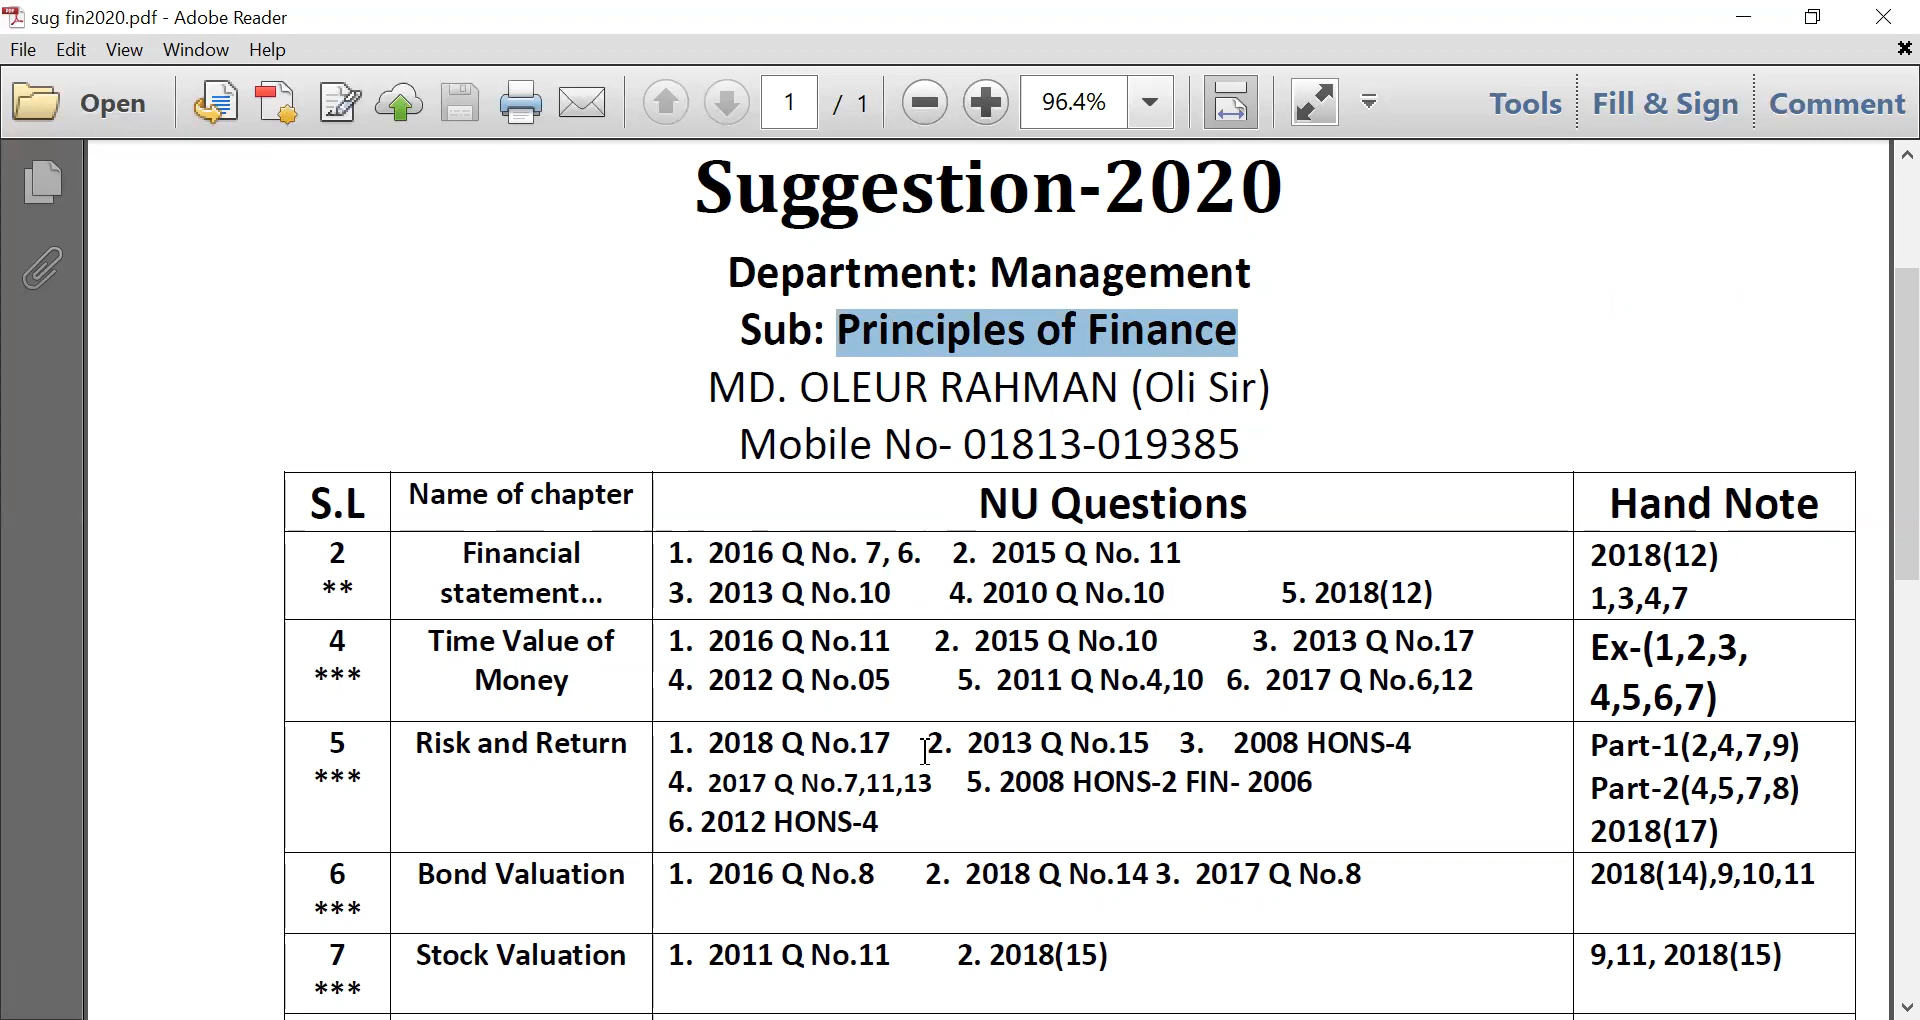 sug fin2020.pdf - Adobe Reader
File Edit View Window Help
Open 1 / 1 96.4% Tools Fill & Sign Comment
Suggestion-2020
Department: Management
Sub: Principles of Finance
MD. OLEUR RAHMAN (Oli Sir)
Mobile No- 01813-019385
S.L Name of chapter NU Questions Hand Note
2 Financial 1. 2016 Q No. 7, 6. 2. 2015 Q No. 11 2018(12)
** statement... 3. 2013 Q No.10 4. 2010 Q No.10 5. 2018(12) 1,3,4,7
4 Time Value of 1. 2016 Q No.11 2. 2015 Q No.10 3. 2013 Q No.17 Ex-(1,2,3,
*** Money 4. 2012 Q No.05 5. 2011 Q No.4,10 6. 2017 Q No.6,12 4,5,6,7)
5 Risk and Return 1. 2018 Q No.17 2. 2013 Q No.15 3. 2008 HONS-4 Part-1(2,4,7,9)
*** 4. 2017 Q No.7,11,13 5. 2008 HONS-2 FIN- 2006 Part-2(4,5,7,8)
6. 2012 HONS-4 2018(17)
6 Bond Valuation 1. 2016 Q No.8 2. 2018 Q No.14 3. 2017 Q No.8 2018(14),9,10,11
***
7 Stock Valuation 1. 2011 Q No.11 2. 2018(15) 9,11, 2018(15)
***